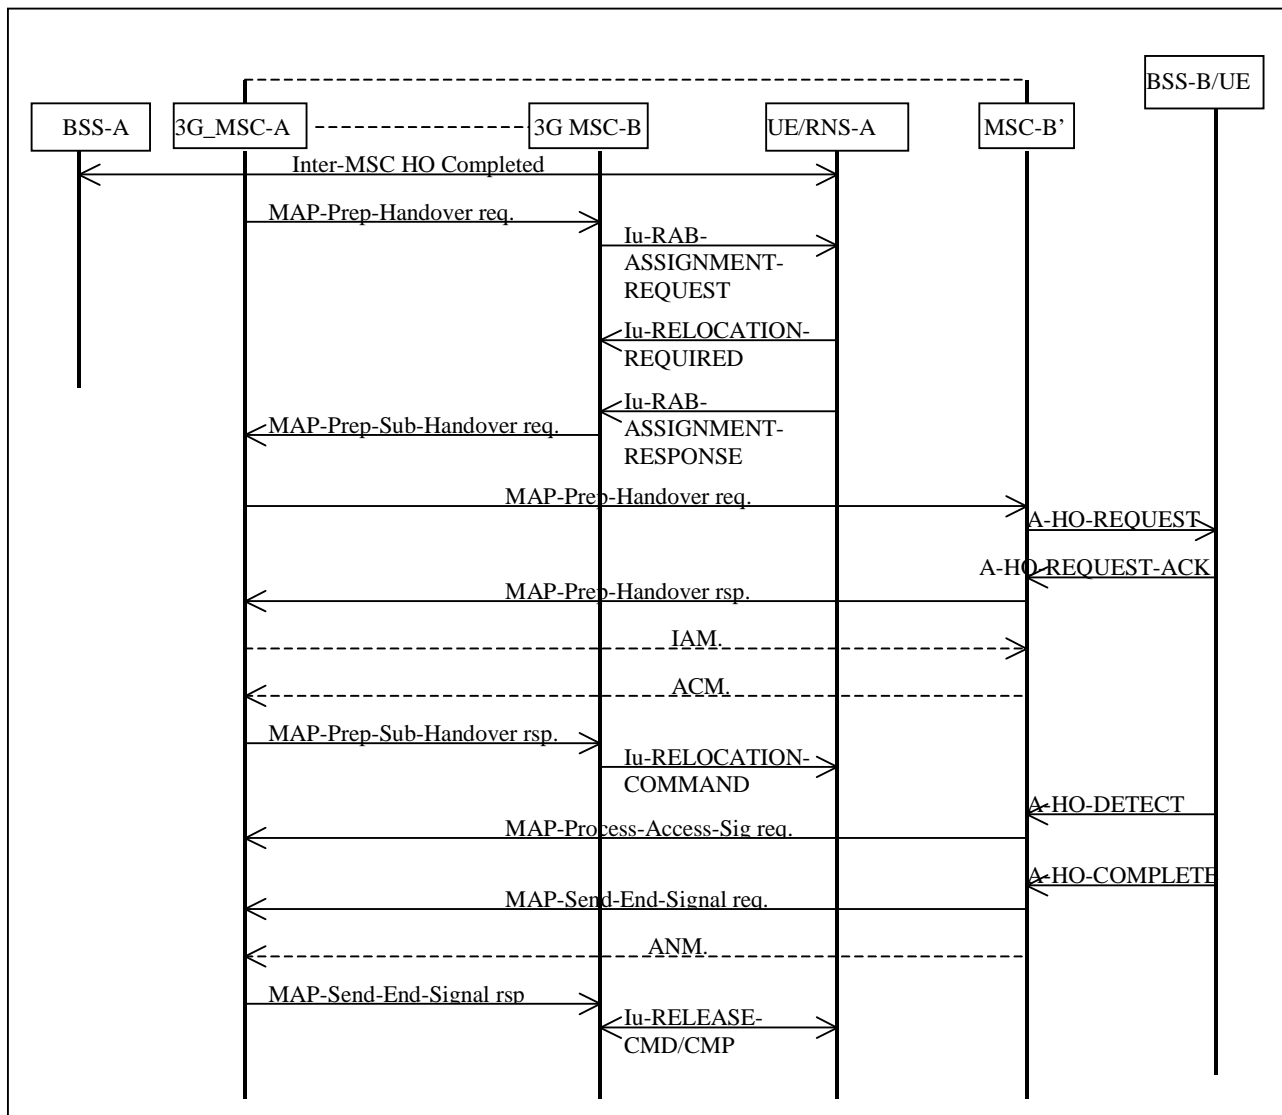 BSS-B/UE
BSS-A
3G_MSC-A
3G MSC-B
UE/RNS-A
MSC-B’
Inter-MSC HO Completed
MAP-Prep-Handover req.
Iu-RAB-
ASSIGNMENT-
REQUEST
Iu-RELOCATION-
REQUIRED
Iu-RAB-
ASSIGNMENT-
RESPONSE
MAP-Prep-Sub-Handover req.
MAP-Prep-Handover req.
A-HO-REQUEST
A-HO-REQUEST-ACK
MAP-Prep-Handover rsp.
IAM.
ACM.
MAP-Prep-Sub-Handover rsp.
Iu-RELOCATION-
COMMAND
A-HO-DETECT
MAP-Process-Access-Sig req.
A-HO-COMPLETE
MAP-Send-End-Signal req.
ANM.
MAP-Send-End-Signal rsp
Iu-RELEASE-
CMD/CMP